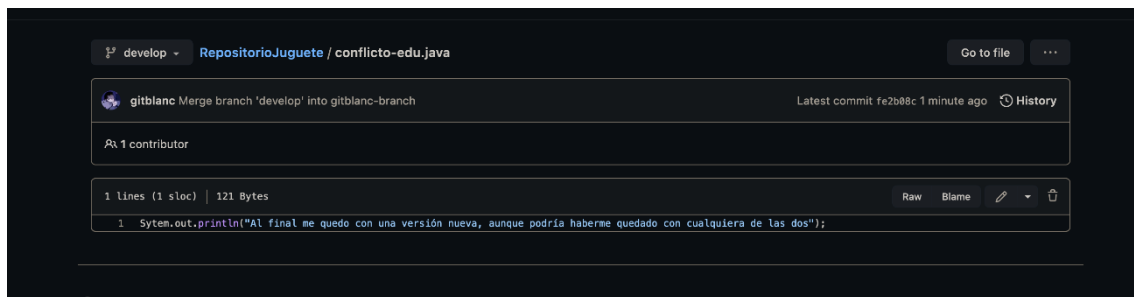 develop RepositorioJuguete / conflicto-edu.java Go to file ...
gitblanc Merge branch 'develop' into gitblanc-branch Latest commit fe2b08c 1 minute ago History
1 contributor
1 lines (1 sloc) | 121 Bytes Raw Blame
1 Sytem.out.println("Al final me quedo con una versión nueva, aunque podría haberme quedado con cualquiera de las dos");